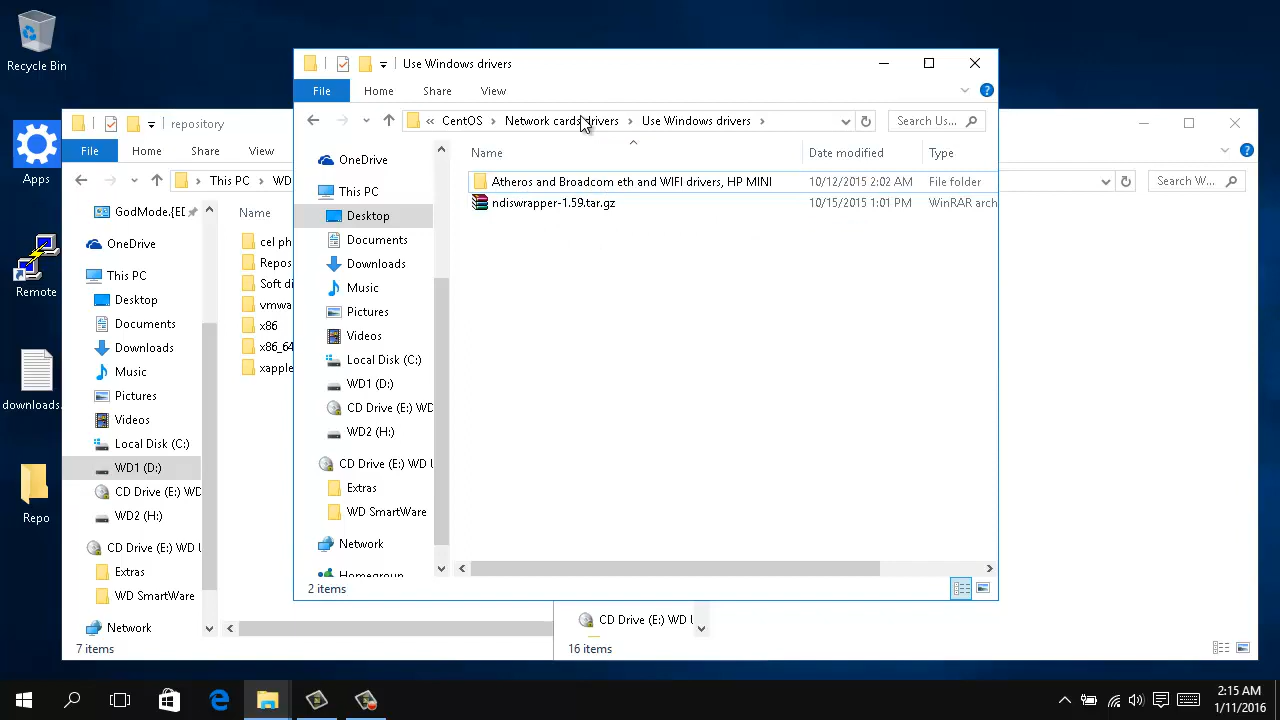 Recycle Bin
Apps
Remote
downloads.
Repo
Use Windows drivers
File
Home
Share
View
CentOS
Network cards drivers
Use Windows drivers
Search Us...
Name
Date modified
Type
Atheros and Broadcom eth and WIFI drivers, HP MINI
10/12/2015 2:02 AM
File folder
ndiswrapper-1.59.tar.gz
10/15/2015 1:01 PM
WinRAR arch
OneDrive
This PC
Desktop
Documents
Downloads
Music
Pictures
Videos
Local Disk (C:)
WD1 (D:)
CD Drive (E:) WD
WD2 (H:)
CD Drive (E:) WD U
Extras
WD SmartWare
Network
Homegroup
2 items
repository
File
Home
Share
View
This PC
WD
Search W...
GodMode.{ED
OneDrive
This PC
Desktop
Documents
Downloads
Music
Pictures
Videos
Local Disk (C:)
WD1 (D:)
CD Drive (E:) WD
WD2 (H:)
CD Drive (E:) WD U
Extras
WD SmartWare
Network
Name
cel ph
Repos
Soft di
vmwa
x86
x86_64
xapple
7 items
CD Drive (E:) WD U
16 items
2:15 AM
1/11/2016